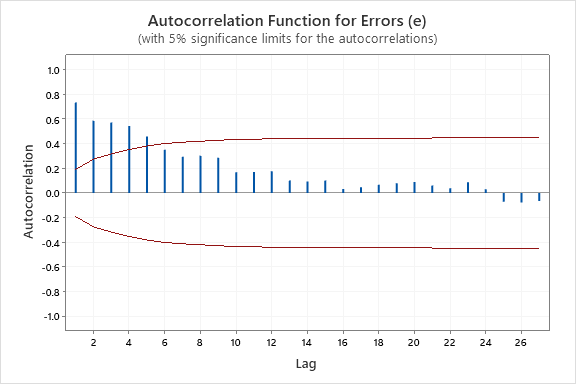 Autocorrelation Function for Errors (e)
(with 5% significance limits for the autocorrelations)
1.0
0.8
0.6
0.4
0.2
0.0
-0.2
-0.4
-0.6
-0.8
-1.0
Autocorrelation
2 4 6 8 10 12 14 16 18 20 22 24 26
Lag